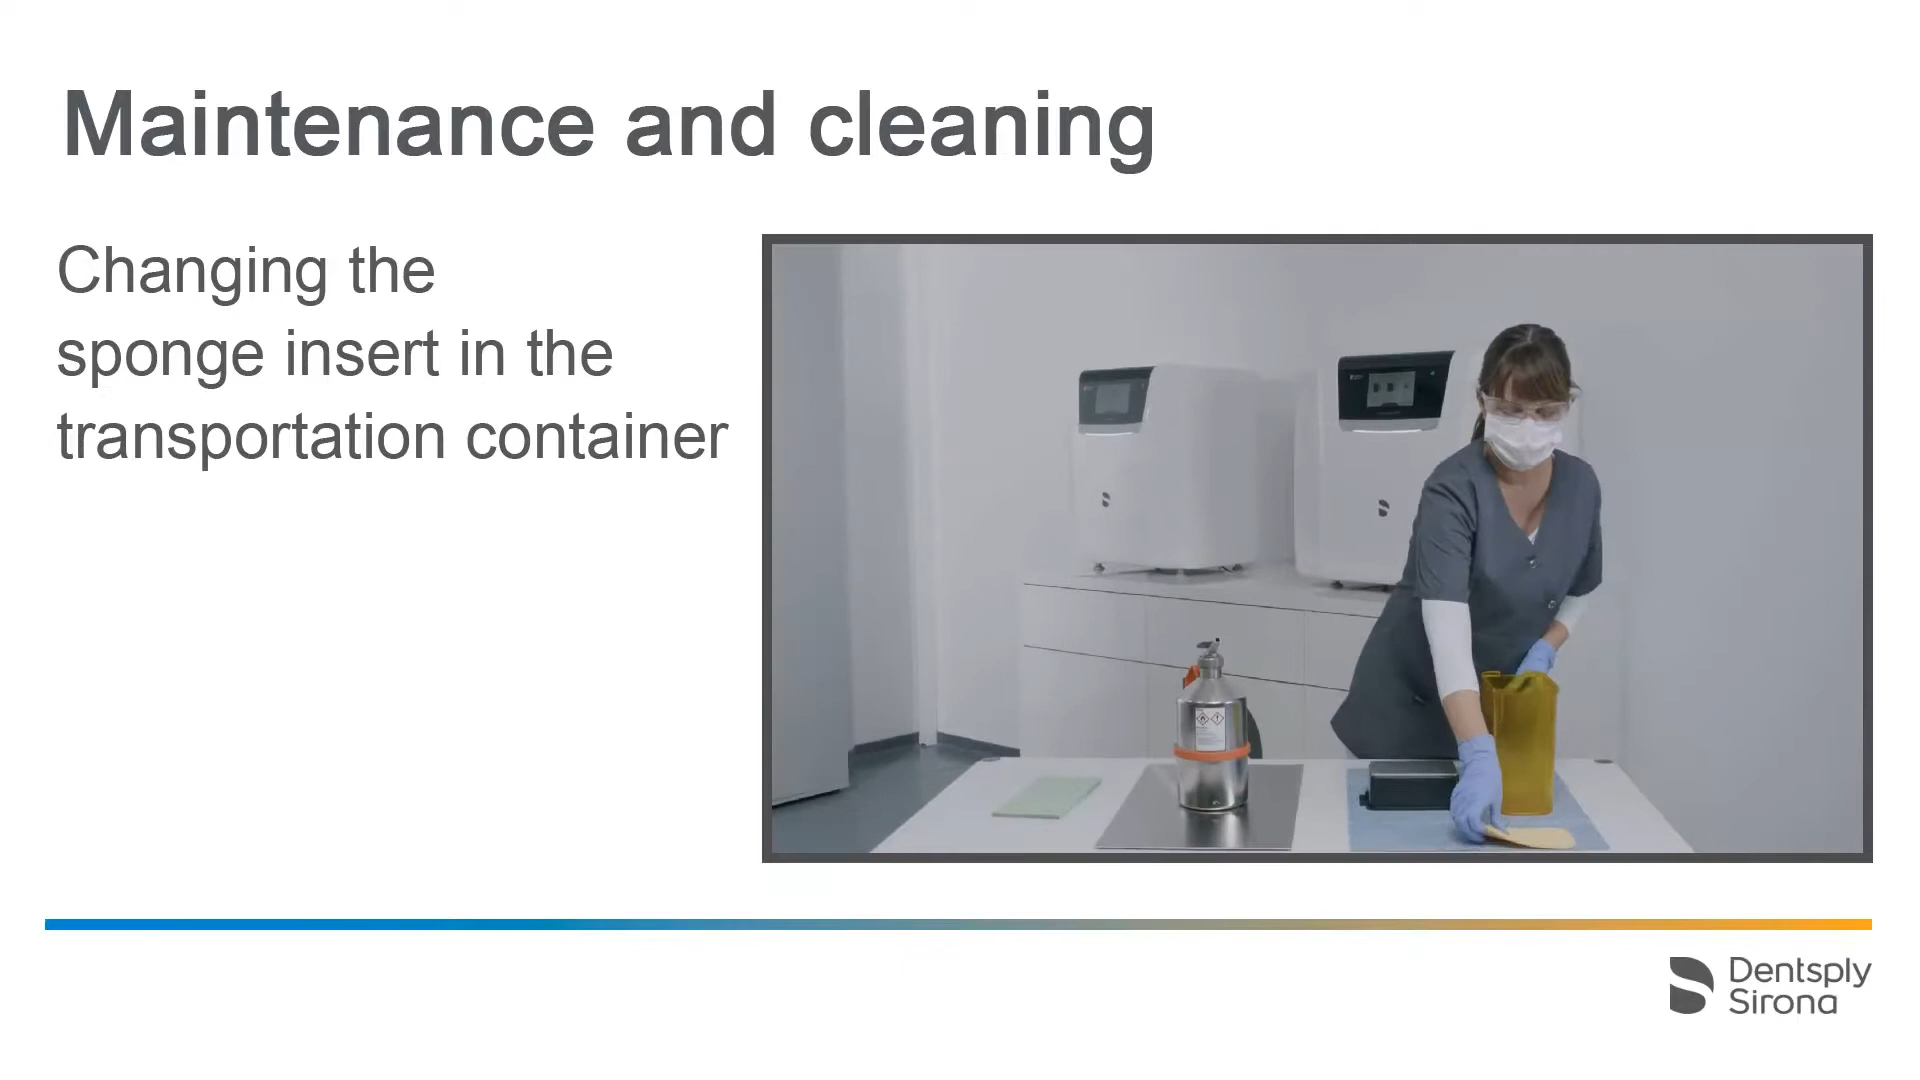 Maintenance and cleaning
Changing the
sponge insert in the
transportation container
Dentsply
Sirona